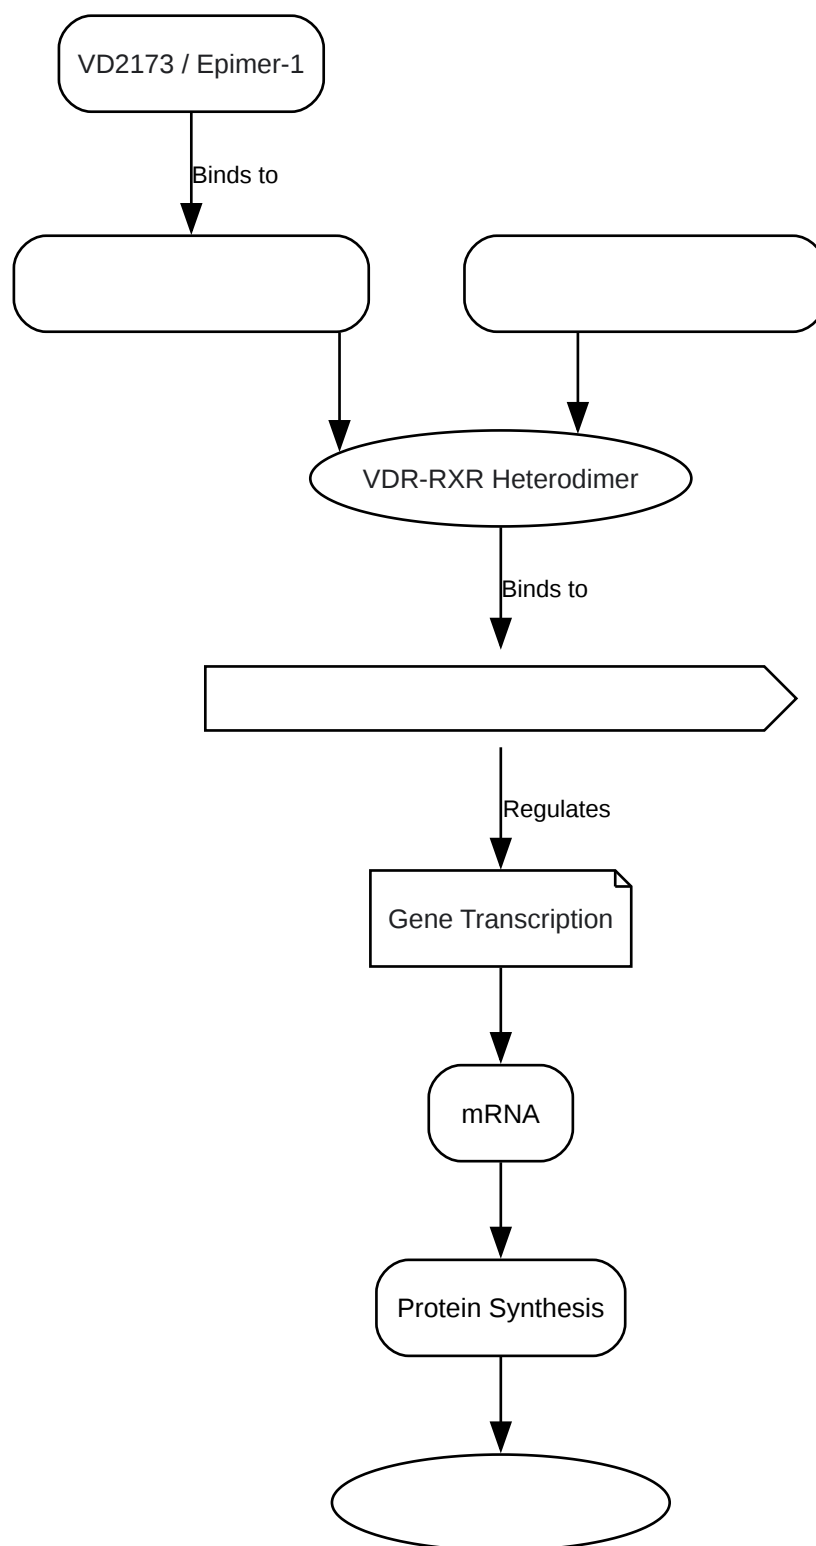 VD2173 / Epimer-1
Binds to
VDR-RXR Heterodimer
Binds to
Regulates
Gene Transcription
mRNA
Protein Synthesis